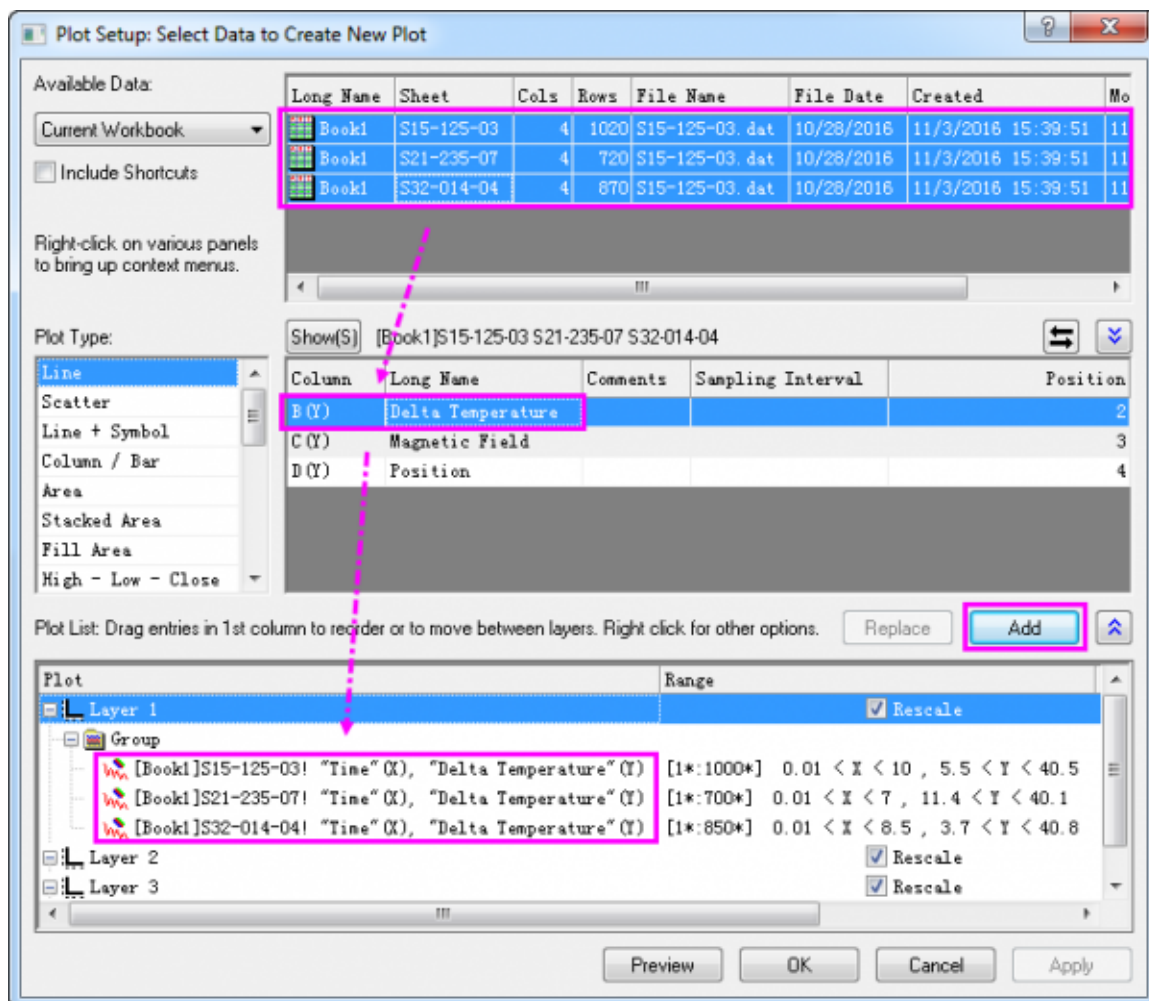 Plot Setup: Select Data to Create New Plot
Available Data:
Current Workbook
Include Shortcuts
Right-click on various panels
to bring up context menus.
Long Name Sheet Cols Rows File Name File Date Created Mo
Book1 S15-125-03 4 1020 S15-125-03.dat 10/28/2016 11/3/2016 15:39:51 11
Book1 S21-235-07 4 720 S15-125-03.dat 10/28/2016 11/3/2016 15:39:51 11
Book1 S32-014-04 4 870 S15-125-03.dat 10/28/2016 11/3/2016 15:39:51 11
Plot Type:
Line
Scatter
Line + Symbol
Column / Bar
Area
Stacked Area
Fill Area
High - Low - Close
Show(S) [Book1]S15-125-03 S21-235-07 S32-014-04
Column Long Name Comments Sampling Interval Position
B(Y) Delta Temperature 2
C(Y) Magnetic Field 3
D(Y) Position 4
Plot List: Drag entries in 1st column to reorder or to move between layers. Right click for other options. Replace Add
Plot Range
Layer 1 Rescale
Group
[Book1]S15-125-03! "Time"(X), "Delta Temperature"(Y) [1*:1000*] 0.01 < X < 10 , 5.5 < Y < 40.5
[Book1]S21-235-07! "Time"(X), "Delta Temperature"(Y) [1*:700*] 0.01 < X < 7 , 11.4 < Y < 40.1
[Book1]S32-014-04! "Time"(X), "Delta Temperature"(Y) [1*:850*] 0.01 < X < 8.5 , 3.7 < Y < 40.8
Layer 2 Rescale
Layer 3 Rescale
Preview OK Cancel Apply